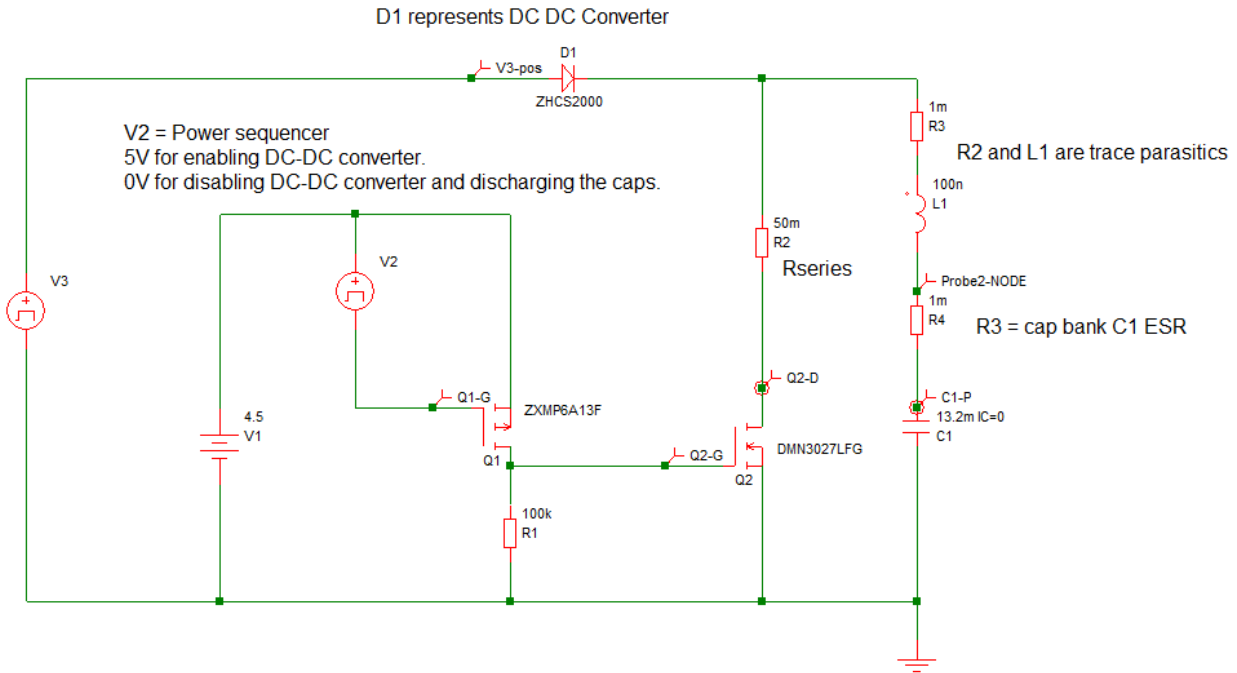 D1 represents DC DC Converter
D1
V3-pos
ZHCS2000
V2 = Power sequencer
5V for enabling DC-DC converter.
0V for disabling DC-DC converter and discharging the caps.
1m
R3
R2 and L1 are trace parasitics
100n
L1
50m
R2
Rseries
V2
V3
Probe2-NODE
1m
R4
R3 = cap bank C1 ESR
Q2-D
Q1-G
ZXMP6A13F
C1-P
13.2m IC=0
C1
4.5
V1
Q1
Q2-G
DMN3027LFG
Q2
100k
R1